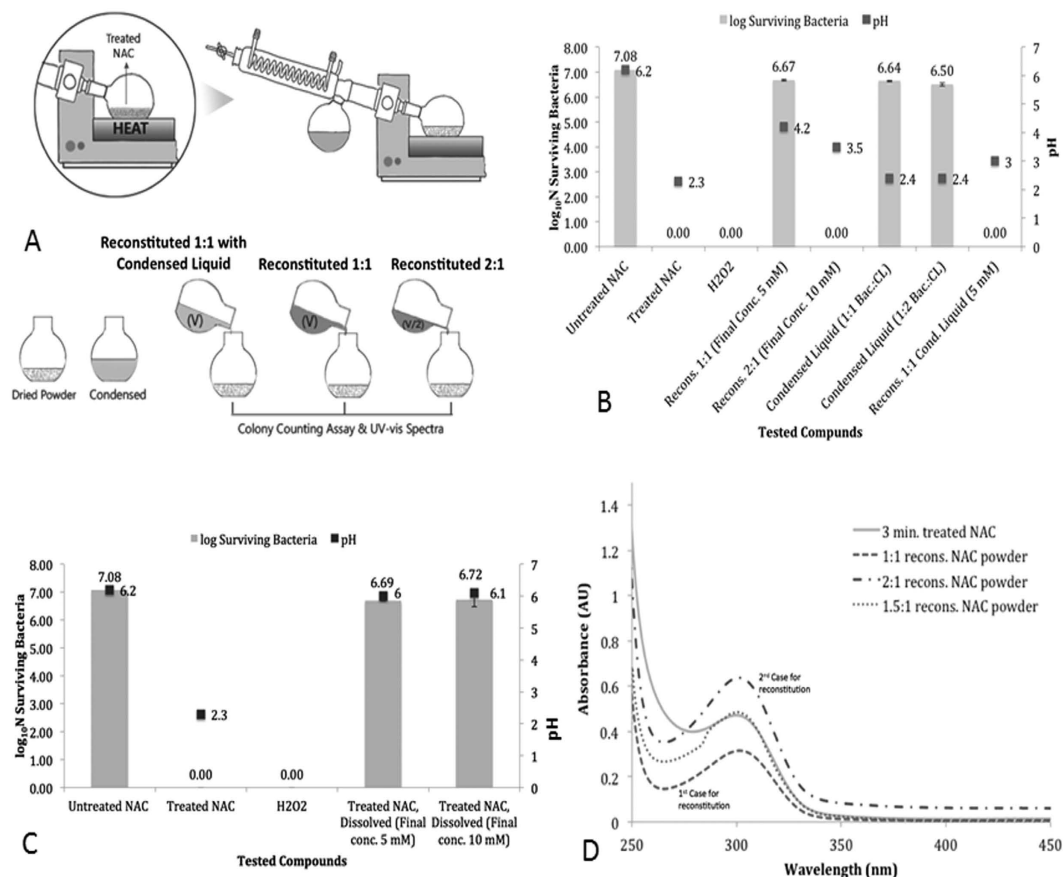 Treated
NAC
HEAT
A
Reconstituted 1:1 with
Condensed Liquid
Reconstituted 1:1
Reconstituted 2:1
(V)
(V)
(V/2)
Dried Powder
Condensed
Colony Counting Assay & UV-vis Spectra
log Surviving Bacteria
pH
8.00
7.00
6.00
5.00
4.00
3.00
2.00
1.00
0.00
log10N Surviving Bacteria
7.08
6.2
2.3
0.00
0.00
6.67
4.2
3.5
0.00
6.64
2.4
6.50
2.4
3
0.00
7
6
5
4
3
2
1
0
pH
Untreated NAC
Treated NAC
H2O2
Recons. 1:1 (Final Conc. 5 mM)
Recons. 2:1 (Final Conc. 10 mM)
Condensed Liquid (1:1 Bac.:CL)
Condensed Liquid (1:2 Bac.:CL)
Recons. 1:1 Cond. Liquid (5 mM)
B
Tested Compunds
log Surviving Bacteria
pH
8.00
7.00
6.00
5.00
4.00
3.00
2.00
1.00
0.00
log10N Surviving Bacteria
7.08
6.2
2.3
0.00
0.00
6.69
6
6.72
6.1
7
6
5
4
3
2
1
0
pH
Untreated NAC
Treated NAC
H2O2
Treated NAC,
Dissolved (Final
conc. 5 mM)
Treated NAC,
Dissolved (Final
conc. 10 mM)
C
Tested Compounds
1.4
1.2
1
0.8
0.6
0.4
0.2
0
Absorbance (AU)
3 min. treated NAC
1:1 recons. NAC powder
2:1 recons. NAC powder
1.5:1 recons. NAC powder
2nd Case for
reconstitution
1st Case for
reconstitution
250
300
350
400
450
D
Wavelength (nm)